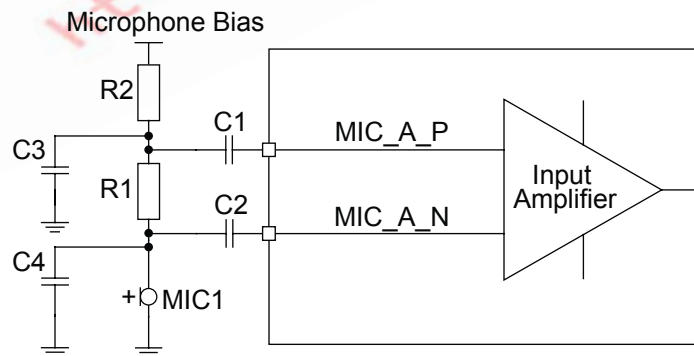 Microphone Bias
R2
C1
MIC_A_P
C3
R1
Input
Amplifier
C2
MIC_A_N
C4
+
MIC1